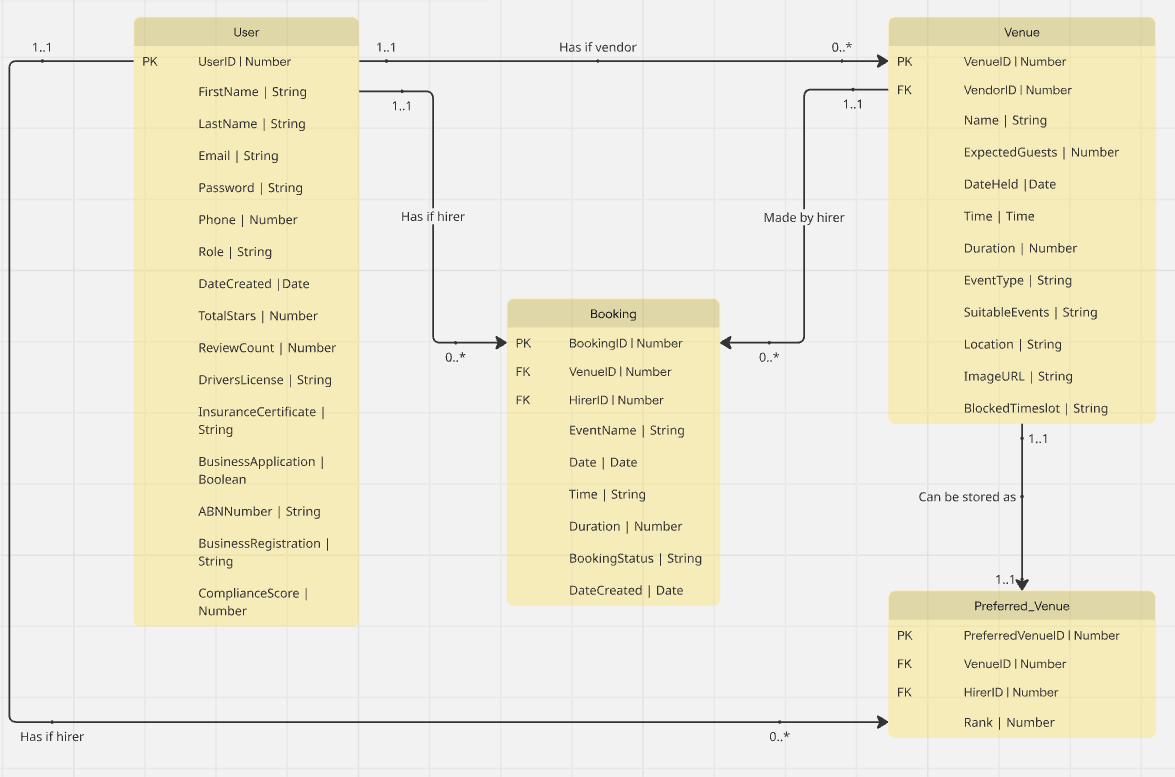 User
PK UserID | Number
FirstName | String
LastName | String
Email | String
Password | String
Phone | Number
Role | String
DateCreated |Date
TotalStars | Number
ReviewCount | Number
DriversLicense | String
InsuranceCertificate |
String
BusinessApplication |
Boolean
ABNNumber | String
BusinessRegistration |
String
ComplianceScore |
Number
1..1
Has if hirer
0..*
1..1
Has if vendor
0..*
1..1
Has if hirer
0..*
1..1
Made by hirer
0..*
Booking
PK BookingID | Number
FK VenueID | Number
FK HirerID | Number
EventName | String
Date | Date
Time | String
Duration | Number
BookingStatus | String
DateCreated | Date
Venue
PK VenueID | Number
FK VendorID | Number
Name | String
ExpectedGuests | Number
DateHeld |Date
Time | Time
Duration | Number
EventType | String
SuitableEvents | String
Location | String
ImageURL | String
BlockedTimeslot | String
1..1
Can be stored as
1..1
Preferred_Venue
PK PreferredVenueID | Number
FK VenueID | Number
FK HirerID | Number
Rank | Number